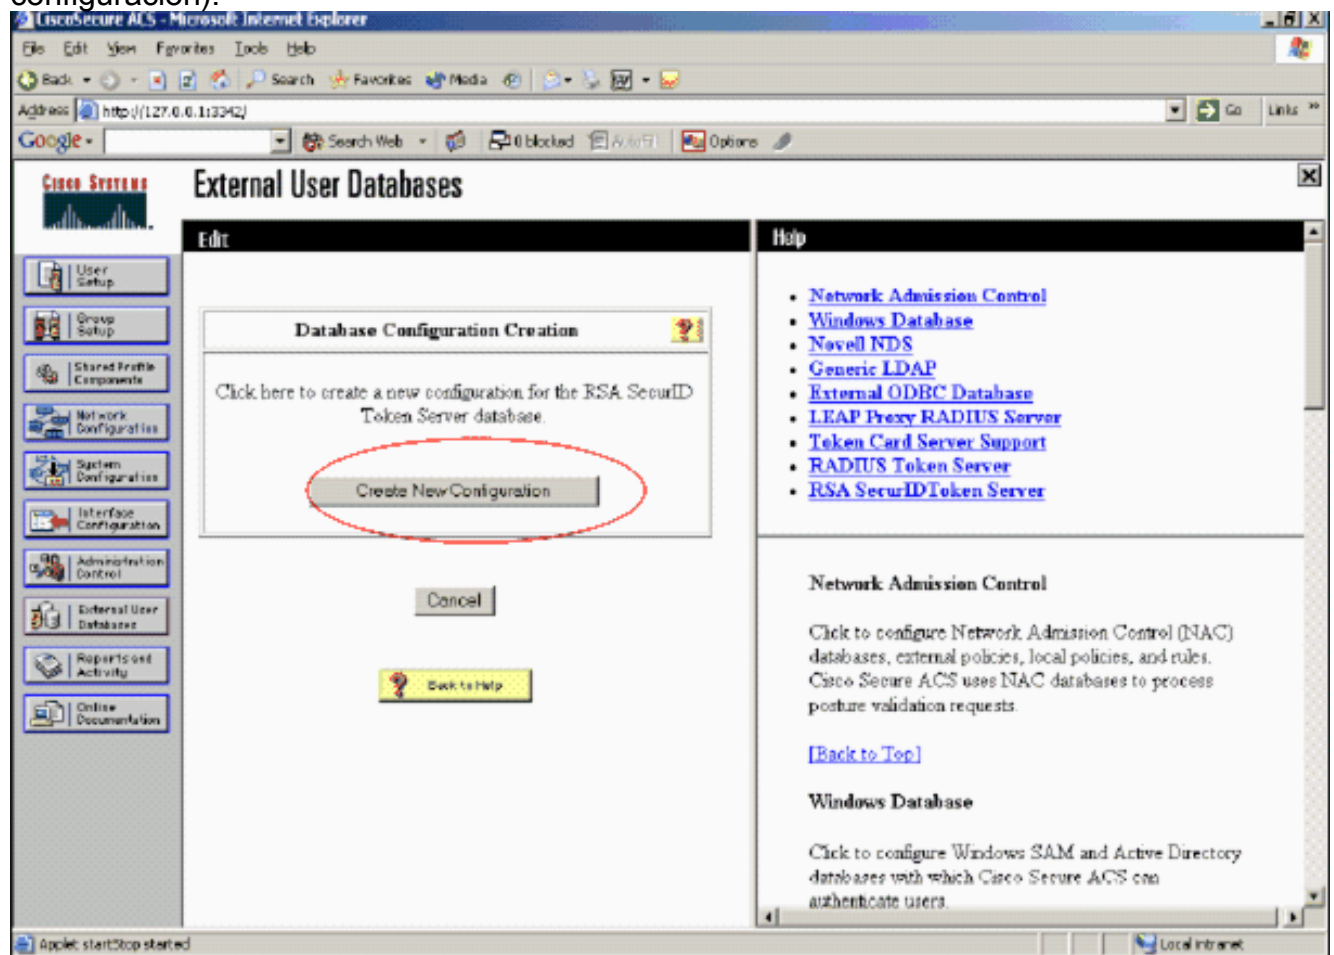 configuración).
CiscoSecure ACS - Microsoft Internet Explorer
File Edit View Favorites Tools Help
Back Search Favorites Media
Address http://127.0.0.1:3342/ Go Links »
Google Search Web 0 blocked AutoFill Options
CISCO SYSTEMS
External User Databases
User
Setup
Group
Setup
Shared Profile
Components
Network
Configuration
System
Configuration
Interface
Configuration
Administration
Control
External User
Databases
Reports and
Activity
Online
Documentation
Edit
Database Configuration Creation
Click here to create a new configuration for the RSA SecurID
Token Server database.
Create New Configuration
Cancel
Back to Help
Help
• Network Admission Control
• Windows Database
• Novell NDS
• Generic LDAP
• External ODBC Database
• LEAP Proxy RADIUS Server
• Token Card Server Support
• RADIUS Token Server
• RSA SecurIDToken Server
Network Admission Control
Click to configure Network Admission Control (NAC)
databases, external policies, local policies, and rules.
Cisco Secure ACS uses NAC databases to process
posture validation requests.
[Back to Top]
Windows Database
Click to configure Windows SAM and Active Directory
databases with which Cisco Secure ACS can
authenticate users.
Applet startStop started
Local intranet